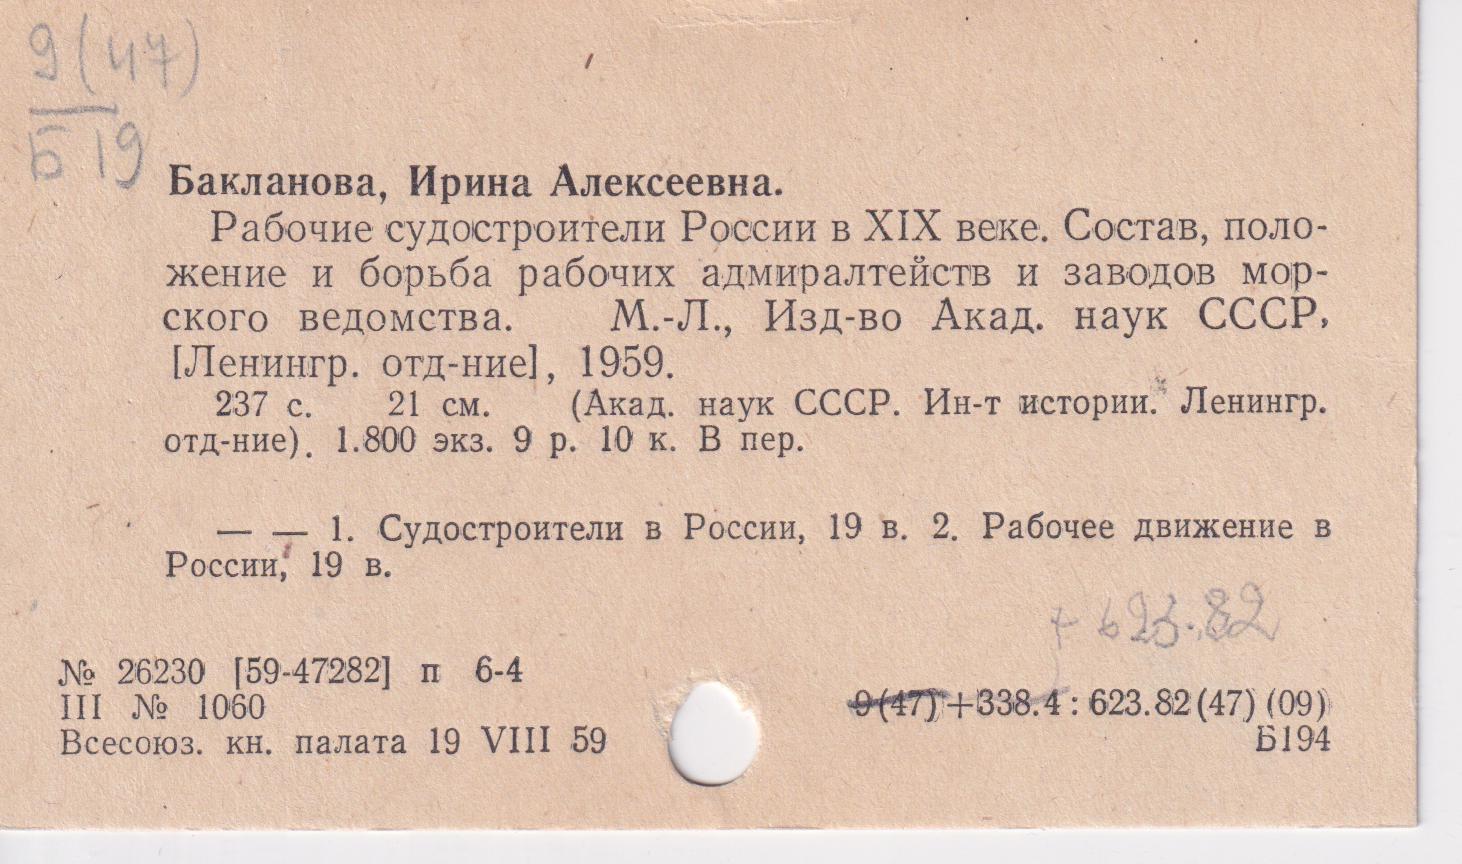 9(47)
Б19
Бакланова, Ирина Алексеевна.
Рабочие судостроители России в XIX веке. Состав, поло-
жение и борьба рабочих адмиралтейств и заводов мор-
ского ведомства. М.-Л., Изд-во Акад. наук СССР,
[Ленингр. отд-ние], 1959.
237 с. 21 см. (Акад. наук СССР. Ин-т истории. Ленингр.
отд-ние). 1.800 экз. 9 р. 10 к. В пер.
— — 1. Судостроители в России, 19 в. 2. Рабочее движение в
России, 19 в.
+ 623.82
№ 26230 [59-47282] п 6-4
III № 1060
Всесоюз. кн. палата 19 VIII 59
9(47)+338.4:623.82(47)(09)
Б194